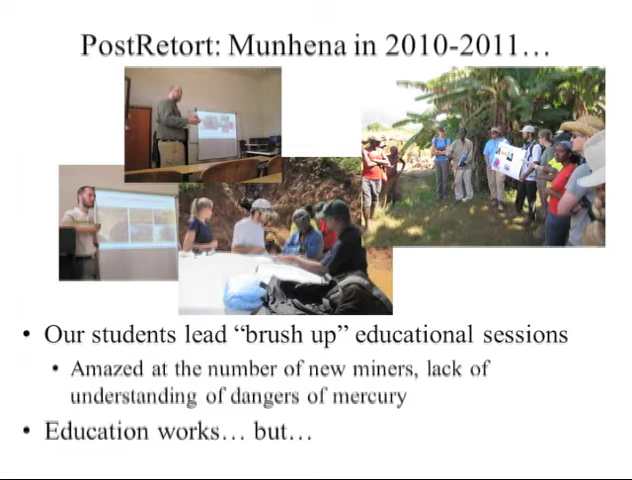 PostRetort: Munhena in 2010-2011…
• Our students lead “brush up” educational sessions
• Amazed at the number of new miners, lack of
understanding of dangers of mercury
• Education works… but…